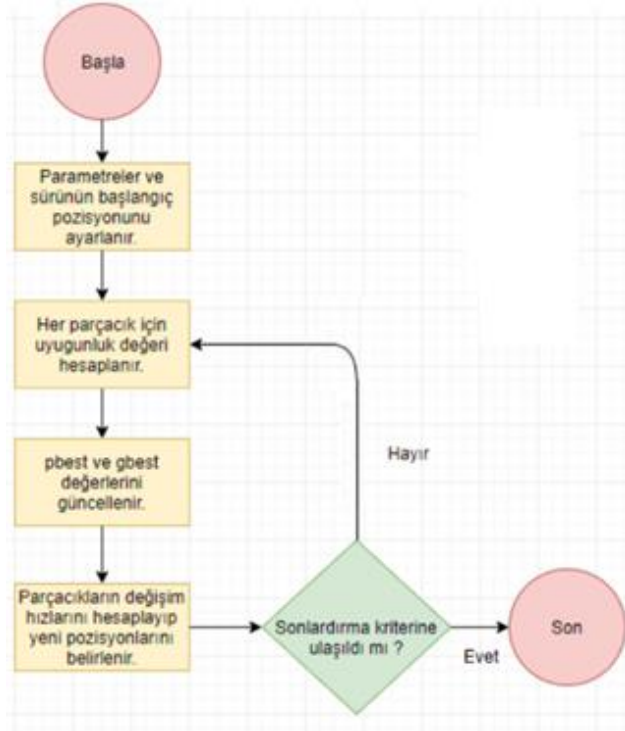 Başla
Parametreler ve
sürünün başlangıç
pozisyonunu
ayarlanır.
Her parçacık için
uyugunluk değeri
hesaplanır.
pbest ve gbest
değerlerini
güncellenir.
Parçacıkların değişim
hızlarını hesaplayıp
yeni pozisyonlarını
belirlenir.
Sonlardırma kriterine
ulaşıldı mı ?
Hayır
Evet
Son